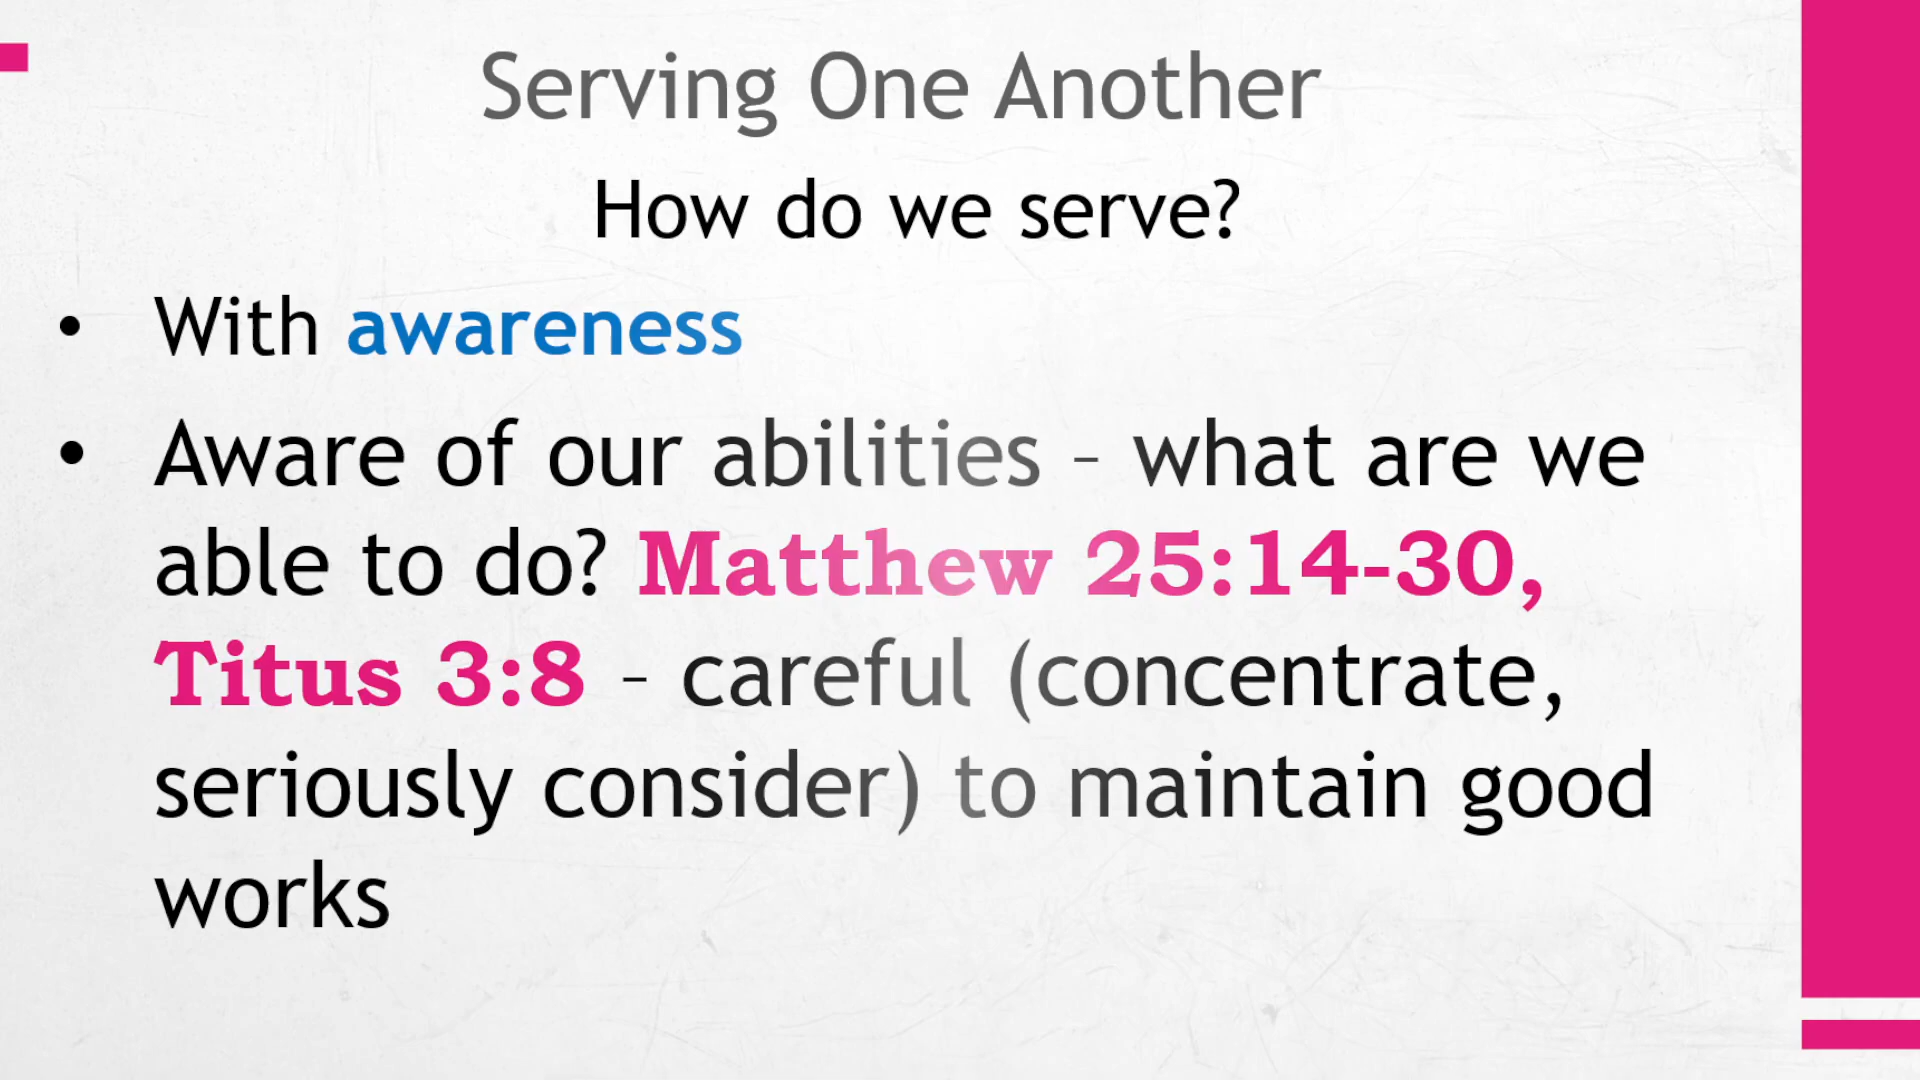 Serving One Another
How do we serve?
• With awareness
• Aware of our abilities – what are we
able to do? Matthew 25:14-30,
Titus 3:8 – careful (concentrate,
seriously consider) to maintain good
works